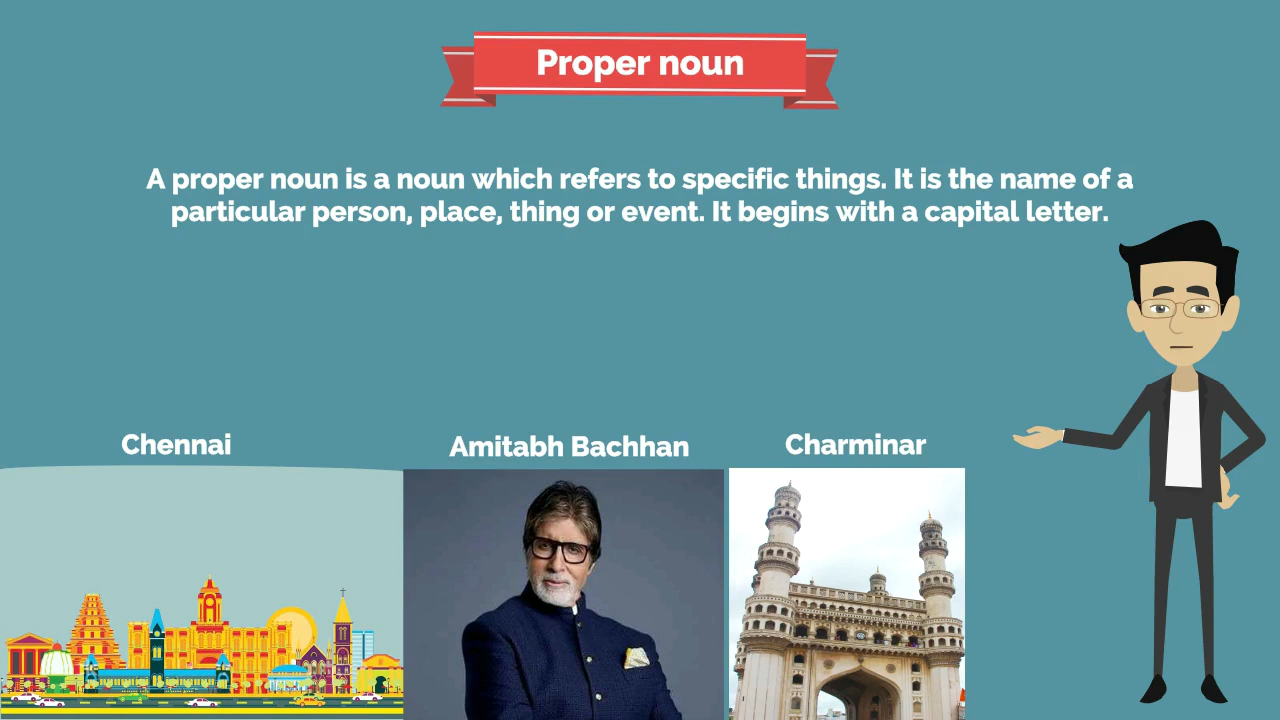 Proper noun
A proper noun is a noun which refers to specific things. It is the name of a
particular person, place, thing or event. It begins with a capital letter.
Chennai
Amitabh Bachhan
Charminar